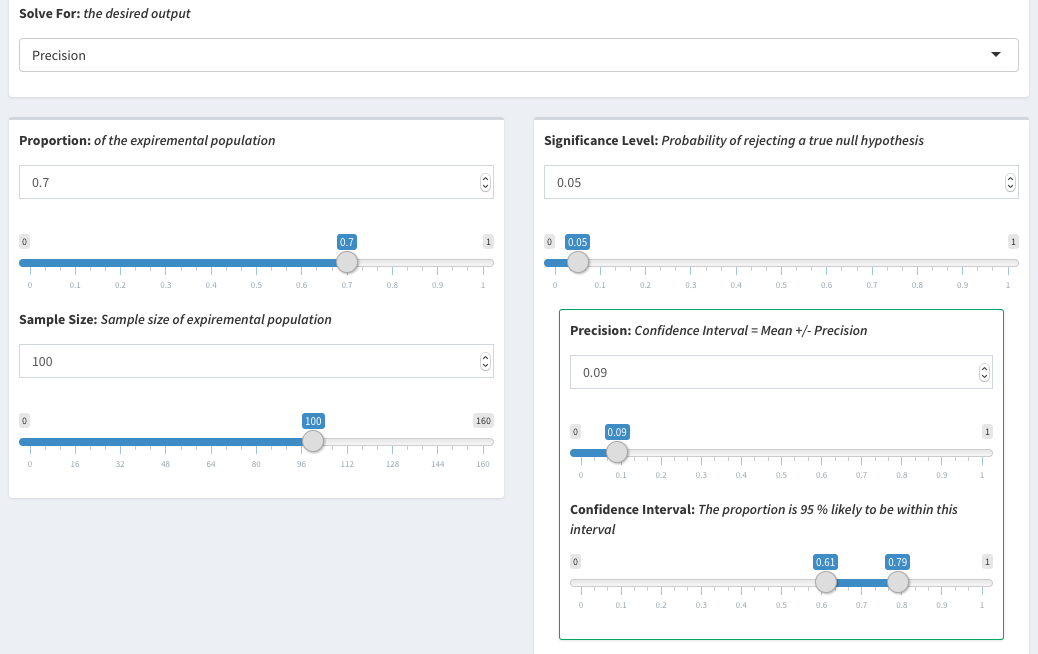 Solve For: the desired output
Precision
Proportion: of the expiremental population
0.7
0 0.7 1
0 0.1 0.2 0.3 0.4 0.5 0.6 0.7 0.8 0.9 1
Sample Size: Sample size of expiremental population
100
0 100 160
0 16 32 48 64 80 96 112 128 144 160
Significance Level: Probability of rejecting a true null hypothesis
0.05
0 0.05 1
0 0.1 0.2 0.3 0.4 0.5 0.6 0.7 0.8 0.9 1
Precision: Confidence Interval = Mean +/- Precision
0.09
0 0.09 1
0 0.1 0.2 0.3 0.4 0.5 0.6 0.7 0.8 0.9 1
Confidence Interval: The proportion is 95 % likely to be within this
interval
0 0.61 0.79 1
0 0.1 0.2 0.3 0.4 0.5 0.6 0.7 0.8 0.9 1